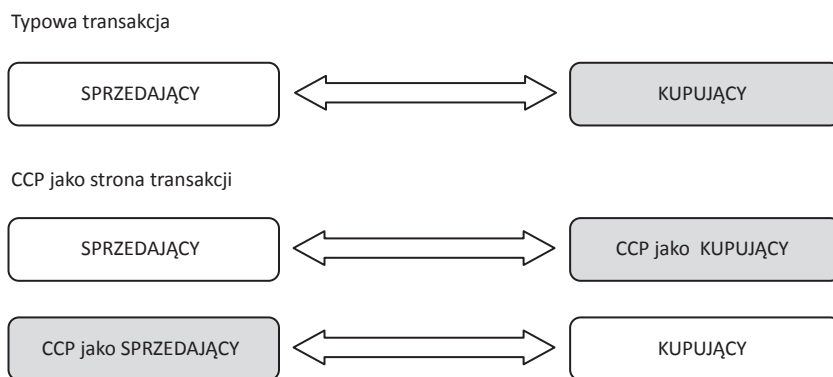 Typowa transakcja
SPRZEDAJĄCY
KUPUJĄCY
CCP jako strona transakcji
SPRZEDAJĄCY
CCP jako KUPUJĄCY
CCP jako SPRZEDAJĄCY
KUPUJĄCY